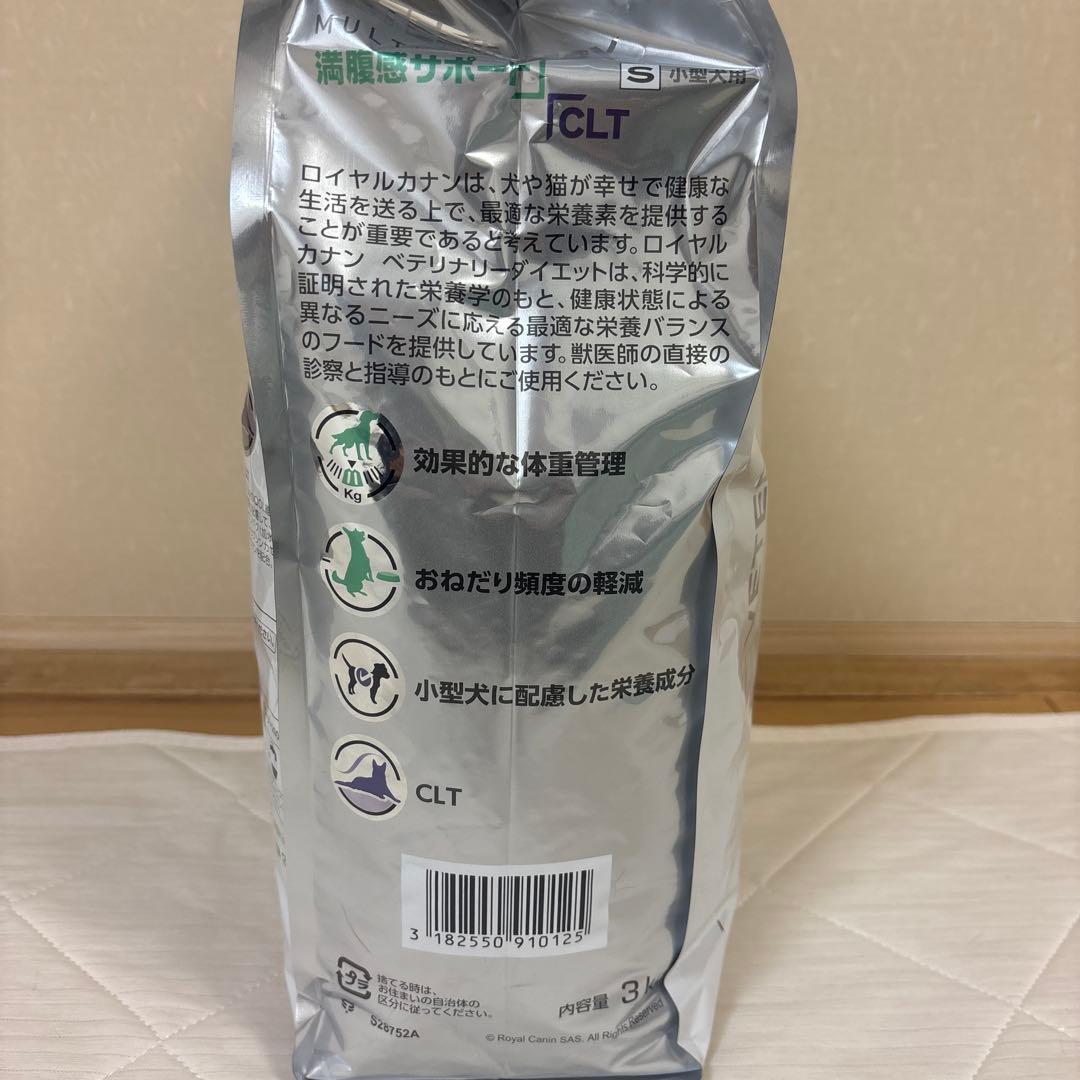 MULT
満腹感サポート
S 小型犬用
CLT
ロイヤルカナンは、犬や猫が幸せで健康な
生活を送る上で、最適な栄養素を提供する
ことが重要であると考えています。ロイヤル
カナン ベテリナリーダイエットは、科学的に
証明された栄養学のもと、健康状態による
異なるニーズに応える最適な栄養バランス
のフードを提供しています。獣医師の直接の
診察と指導のもとにご使用ください。
Kg
効果的な体重管理
おねだり頻度の軽減
小型犬に配慮した栄養成分
CLT
3 182550 910125
プラ
捨てる時は、
お住まいの自治体の
区分に従ってください。
内容量 3 k
S28752A
© Royal Canin SAS. All Rights Reserved